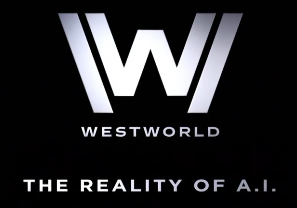 W
WESTWORLD
THE REALITY OF A.I.